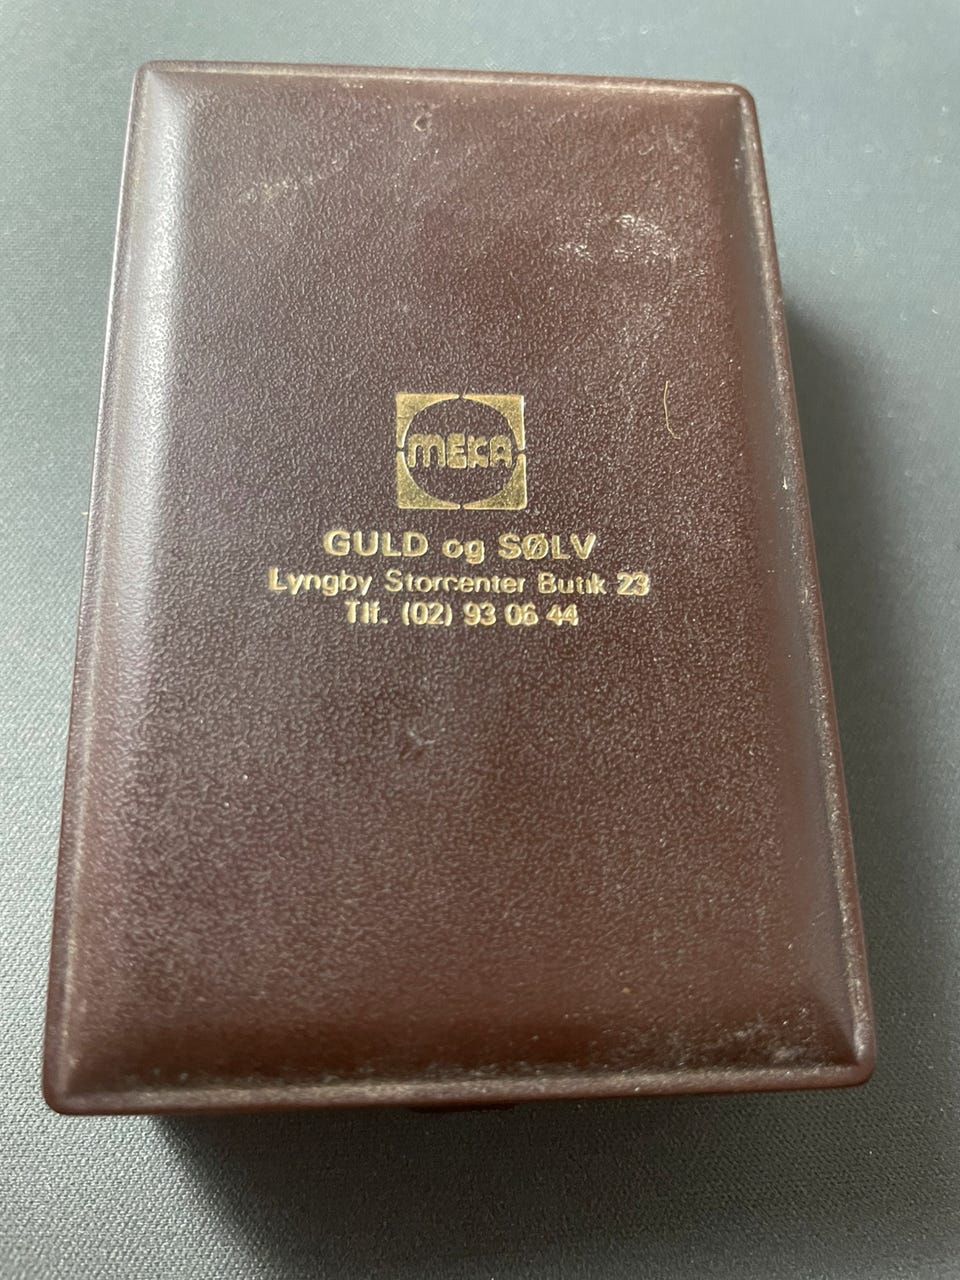 MEKA
GULD og SØLV
Lyngby Storcenter Butik 23
Tlf. (02) 93 06 44